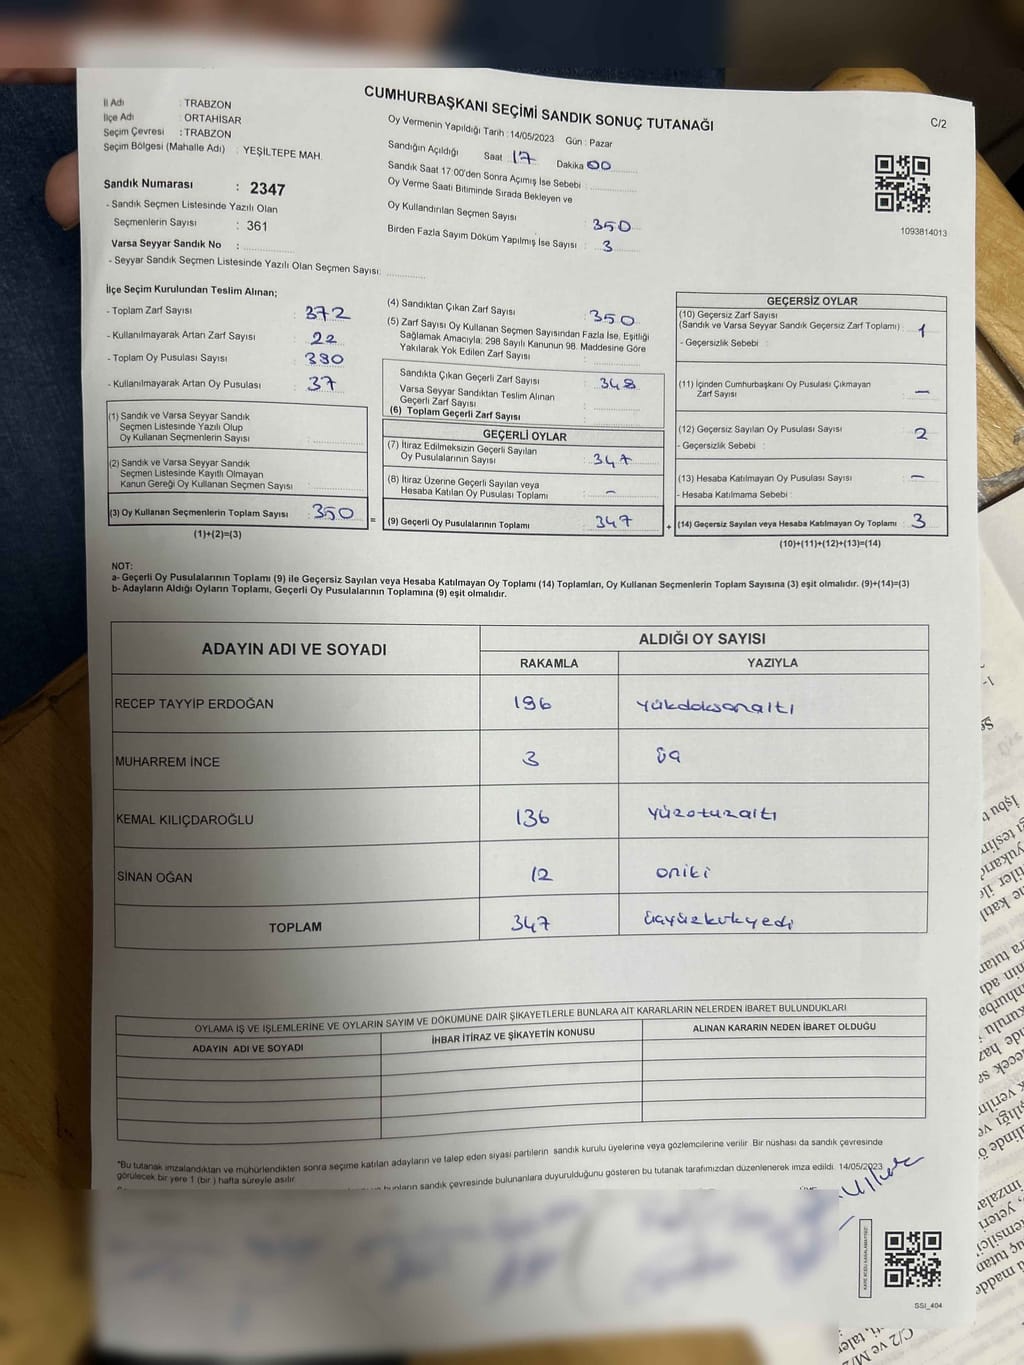 CUMHURBAŞKANI SEÇİMİ SANDIK SONUÇ TUTANAĞI
C/2
İl Adı : TRABZON
İlçe Adı : ORTAHİSAR
Seçim Çevresi : TRABZON
Seçim Bölgesi (Mahalle Adı) : YEŞİLTEPE MAH.
Sandık Numarası : 2347
- Sandık Seçmen Listesinde Yazılı Olan
Seçmenlerin Sayısı : 361
Varsa Seyyar Sandık No :
- Seyyar Sandık Seçmen Listesinde Yazılı Olan Seçmen Sayısı:
Oy Vermenin Yapıldığı Tarih : 14/05/2023 Gün : Pazar
Sandığın Açıldığı Saat 17 Dakika 00
Sandık Saat 17:00'den Sonra Açımış İse Sebebi :
Oy Verme Saati Bitiminde Sırada Bekleyen ve
Oy Kullandırılan Seçmen Sayısı : 350
Birden Fazla Sayım Döküm Yapılmış İse Sayısı : 3
1093814013
İlçe Seçim Kurulundan Teslim Alınan;
- Toplam Zarf Sayısı : 372
- Kullanılmayarak Artan Zarf Sayısı : 22
- Toplam Oy Pusulası Sayısı : 380
- Kullanılmayarak Artan Oy Pusulası : 37
(1) Sandık ve Varsa Seyyar Sandık
Seçmen Listesinde Yazılı Olup
Oy Kullanan Seçmenlerin Sayısı :
(2) Sandık ve Varsa Seyyar Sandık
Seçmen Listesinde Kayıtlı Olmayan
Kanun Gereği Oy Kullanan Seçmen Sayısı :
(3) Oy Kullanan Seçmenlerin Toplam Sayısı : 350
(1)+(2)=(3)
=
(4) Sandıktan Çıkan Zarf Sayısı : 350
(5) Zarf Sayısı Oy Kullanan Seçmen Sayısından Fazla İse, Eşitliği
Sağlamak Amacıyla; 298 Sayılı Kanunun 98. Maddesine Göre
Yakılarak Yok Edilen Zarf Sayısı :
Sandıkta Çıkan Geçerli Zarf Sayısı : 348
Varsa Seyyar Sandıktan Teslim Alınan
Geçerli Zarf Sayısı :
(6) Toplam Geçerli Zarf Sayısı :
GEÇERLİ OYLAR
(7) İtiraz Edilmeksizin Geçerli Sayılan
Oy Pusulalarının Sayısı : 347
(8) İtiraz Üzerine Geçerli Sayılan veya
Hesaba Katılan Oy Pusulası Toplamı : –
(9) Geçerli Oy Pusulalarının Toplamı : 347
+
GEÇERSİZ OYLAR
(10) Geçersiz Zarf Sayısı
(Sandık ve Varsa Seyyar Sandık Geçersiz Zarf Toplamı) : 1
- Geçersizlik Sebebi :
(11) İçinden Cumhurbaşkanı Oy Pusulası Çıkmayan
Zarf Sayısı : –
(12) Geçersiz Sayılan Oy Pusulası Sayısı : 2
- Geçersizlik Sebebi :
(13) Hesaba Katılmayan Oy Pusulası Sayısı : –
- Hesaba Katılmama Sebebi :
(14) Geçersiz Sayılan veya Hesaba Katılmayan Oy Toplamı : 3
(10)+(11)+(12)+(13)=(14)
NOT:
a- Geçerli Oy Pusulalarının Toplamı (9) ile Geçersiz Sayılan veya Hesaba Katılmayan Oy Toplamı (14) Toplamları, Oy Kullanan Seçmenlerin Toplam Sayısına (3) eşit olmalıdır. (9)+(14)=(3)
b- Adayların Aldığı Oyların Toplamı, Geçerli Oy Pusulalarının Toplamına (9) eşit olmalıdır.
ADAYIN ADI VE SOYADI
ALDIĞI OY SAYISI
RAKAMLA YAZIYLA
RECEP TAYYİP ERDOĞAN 196 yükdoksanaltı
MUHARREM İNCE 3 üç
KEMAL KILIÇDAROĞLU 136 yüzotuzaltı
SİNAN OĞAN 12 oniki
TOPLAM 347 üçyüzkırkyedi
OYLAMA İŞ VE İŞLEMLERİNE VE OYLARIN SAYIM VE DÖKÜMÜNE DAİR ŞİKAYETLERLE BUNLARA AİT KARARLARIN NELERDEN İBARET BULUNDUKLARI
ADAYIN ADI VE SOYADI İHBAR İTİRAZ VE ŞİKAYETİN KONUSU ALINAN KARARIN NEDEN İBARET OLDUĞU
*Bu tutanak imzalandıktan ve mühürlendikten sonra seçime katılan adayların ve talep eden siyasi partilerin sandık kurulu üyelerine veya gözlemcilerine verilir. Bir nüshası da sandık çevresinde
görülecek bir yere 1 (bir) hafta süreyle asılır
bunların sandık çevresinde bulunanlara duyurulduğunu gösteren bu tutanak tarafımızdan düzenlenerek imza edildi. 14/05/2023
SSI_404